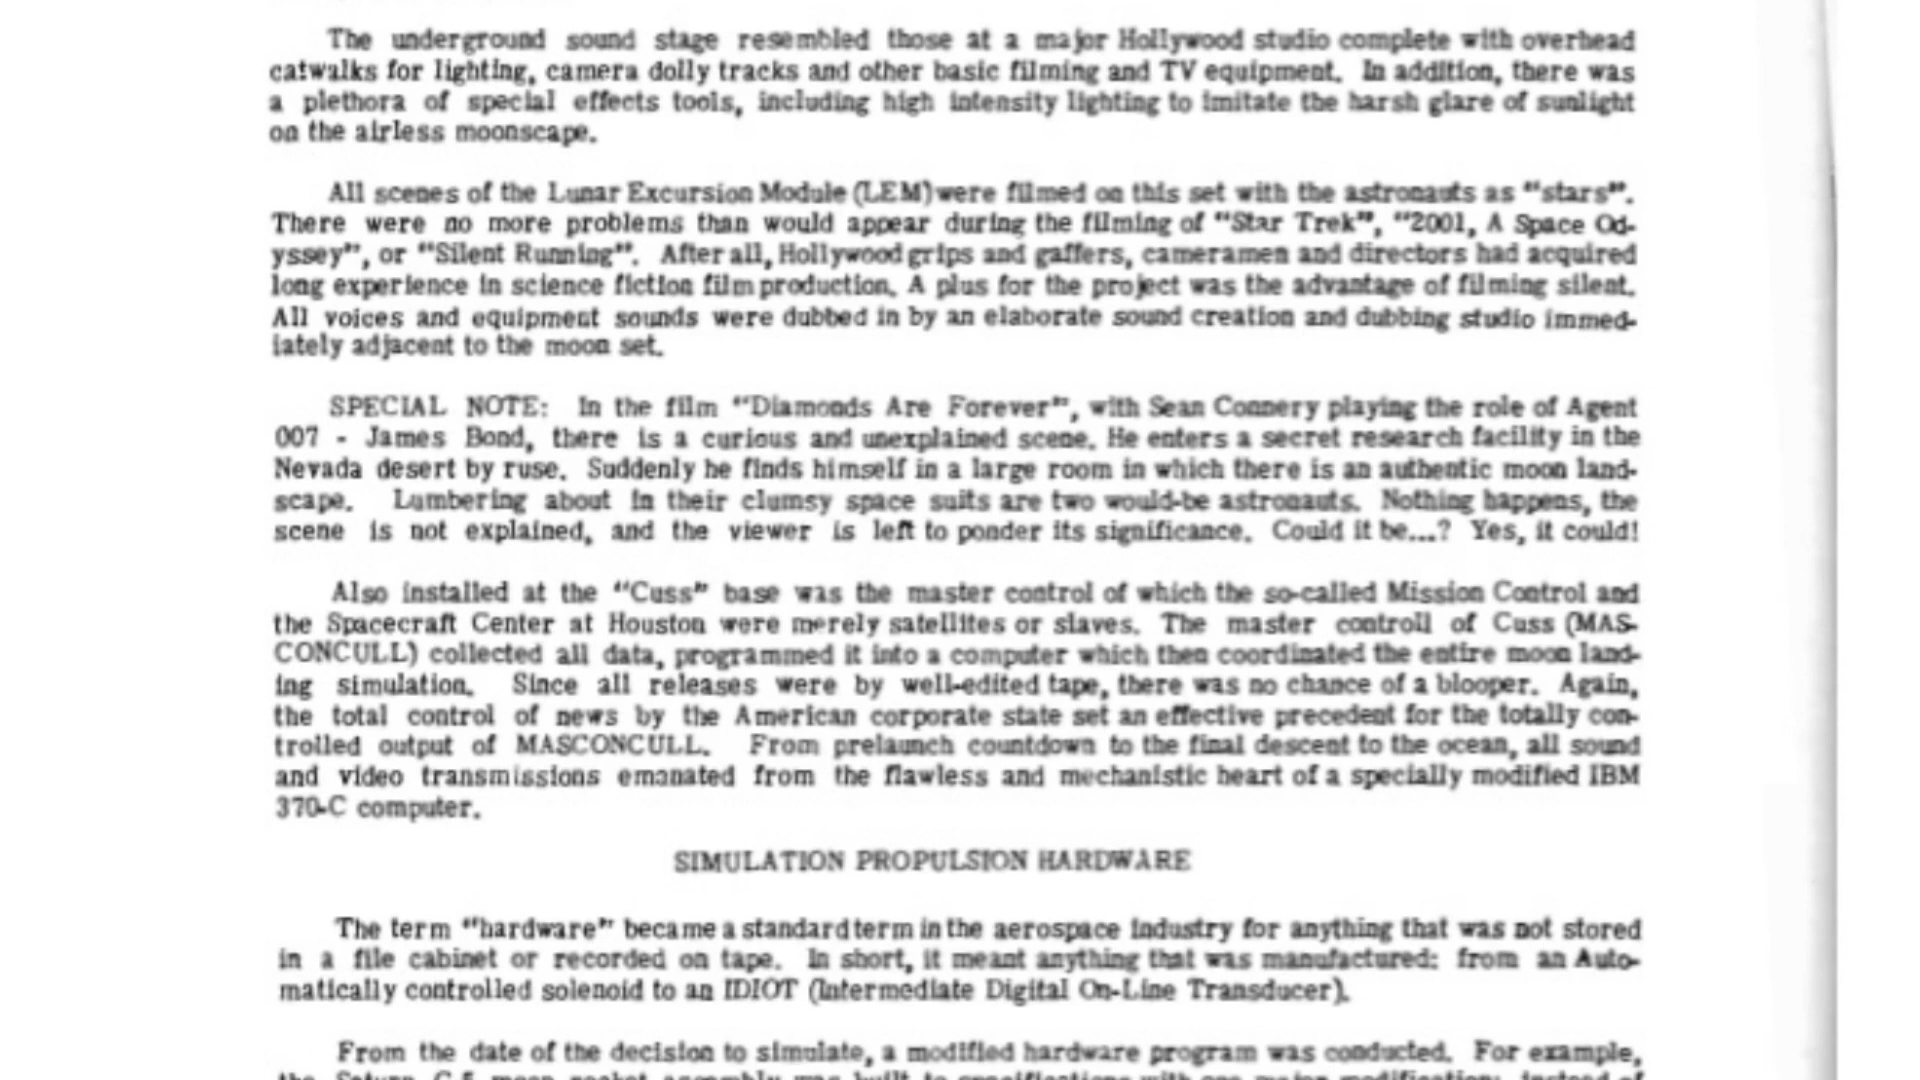 The underground sound stage resembled those at a major Hollywood studio complete with overhead
catwalks for lighting, camera dolly tracks and other basic filming and TV equipment. In addition, there was
a plethora of special effects tools, including high intensity lighting to imitate the harsh glare of sunlight
on the airless moonscape.
All scenes of the Lunar Excursion Module (LEM) were filmed on this set with the astronauts as "stars".
There were no more problems than would appear during the filming of "Star Trek", "2001, A Space Od-
yssey", or "Silent Running". After all, Hollywood grips and gaffers, cameramen and directors had acquired
long experience in science fiction film production. A plus for the project was the advantage of filming silent.
All voices and equipment sounds were dubbed in by an elaborate sound creation and dubbing studio immed-
iately adjacent to the moon set.
SPECIAL NOTE: In the film "Diamonds Are Forever", with Sean Connery playing the role of Agent
007 - James Bond, there is a curious and unexplained scene. He enters a secret research facility in the
Nevada desert by ruse. Suddenly he finds himself in a large room in which there is an authentic moon land-
scape. Lumbering about in their clumsy space suits are two would-be astronauts. Nothing happens, the
scene is not explained, and the viewer is left to ponder its significance. Could it be...? Yes, it could!
Also installed at the "Cuss" base was the master control of which the so-called Mission Control and
the Spacecraft Center at Houston were merely satellites or slaves. The master controll of Cuss (MAS-
CONCULL) collected all data, programmed it into a computer which then coordinated the entire moon land-
ing simulation. Since all releases were by well-edited tape, there was no chance of a blooper. Again,
the total control of news by the American corporate state set an effective precedent for the totally con-
trolled output of MASCONCULL. From prelaunch countdown to the final descent to the ocean, all sound
and video transmissions emanated from the flawless and mechanistic heart of a specially modified IBM
370-C computer.
SIMULATION PROPULSION HARDWARE
The term "hardware" became a standard term in the aerospace industry for anything that was not stored
in a file cabinet or recorded on tape. In short, it meant anything that was manufactured: from an Auto-
matically controlled solenoid to an IDIOT (Intermediate Digital On-Line Transducer).
From the date of the decision to simulate, a modified hardware program was conducted. For example,